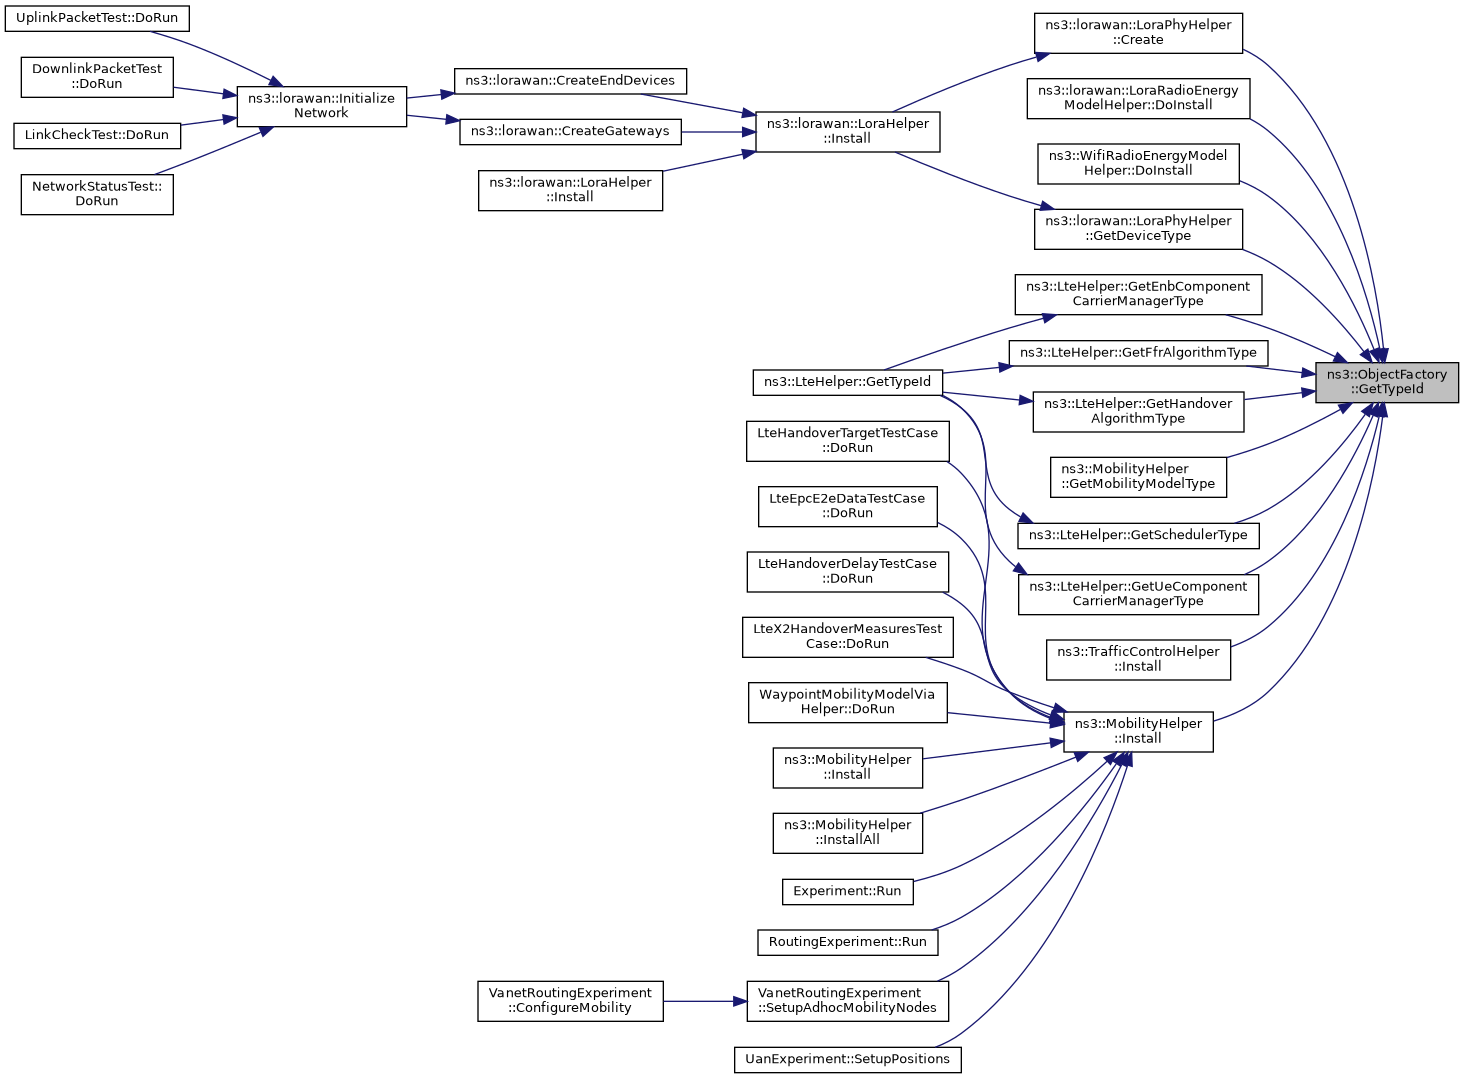 UplinkPacketTest::DoRun
DownlinkPacketTest
::DoRun
LinkCheckTest::DoRun
NetworkStatusTest::
DoRun
ns3::lorawan::Initialize
Network
ns3::lorawan::CreateEndDevices
ns3::lorawan::CreateGateways
ns3::lorawan::LoraHelper
::Install
ns3::lorawan::LoraHelper
::Install
ns3::lorawan::LoraPhyHelper
::Create
ns3::lorawan::LoraRadioEnergy
ModelHelper::DoInstall
ns3::WifiRadioEnergyModel
Helper::DoInstall
ns3::lorawan::LoraPhyHelper
::GetDeviceType
ns3::LteHelper::GetEnbComponent
CarrierManagerType
ns3::LteHelper::GetFfrAlgorithmType
ns3::LteHelper::GetHandover
AlgorithmType
ns3::MobilityHelper
::GetMobilityModelType
ns3::LteHelper::GetSchedulerType
ns3::LteHelper::GetUeComponent
CarrierManagerType
ns3::TrafficControlHelper
::Install
ns3::MobilityHelper
::Install
ns3::ObjectFactory
::GetTypeId
ns3::LteHelper::GetTypeId
LteHandoverTargetTestCase
::DoRun
LteEpcE2eDataTestCase
::DoRun
LteHandoverDelayTestCase
::DoRun
LteX2HandoverMeasuresTest
Case::DoRun
WaypointMobilityModelVia
Helper::DoRun
ns3::MobilityHelper
::Install
ns3::MobilityHelper
::InstallAll
Experiment::Run
RoutingExperiment::Run
VanetRoutingExperiment
::ConfigureMobility
VanetRoutingExperiment
::SetupAdhocMobilityNodes
UanExperiment::SetupPositions